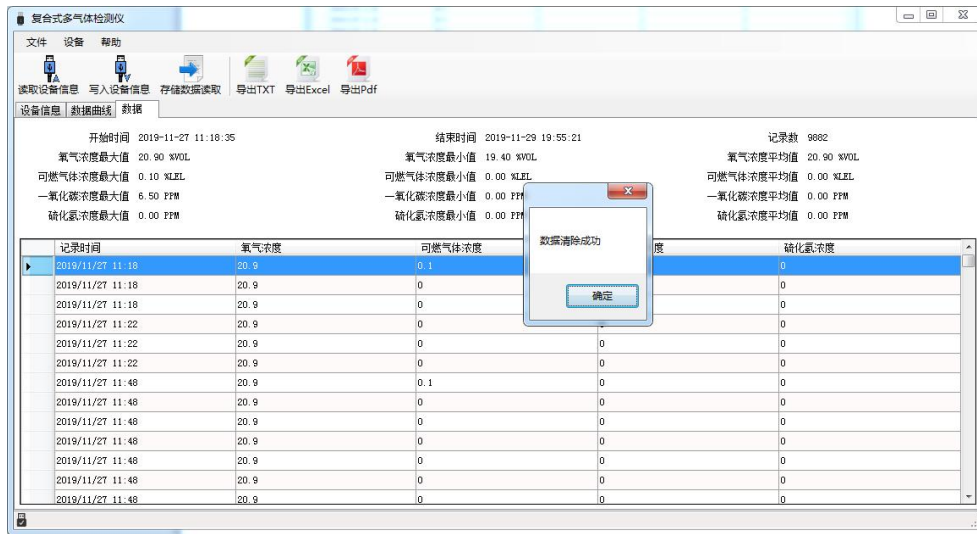 复合式多气体检测仪
文件 设备 帮助
读取设备信息 写入设备信息 存储数据读取 导出TXT 导出Excel 导出Pdf
设备信息 数据曲线 数据
开始时间 2019-11-27 11:18:35 结束时间 2019-11-29 19:55:21 记录数 9882
氧气浓度最大值 20.90 %VOL 氧气浓度最小值 19.40 %VOL 氧气浓度平均值 20.90 %VOL
可燃气体浓度最大值 0.10 %LEL 可燃气体浓度最小值 0.00 %LEL 可燃气体浓度平均值 0.00 %LEL
一氧化碳浓度最大值 6.50 PPM 一氧化碳浓度最小值 0.00 PPM 一氧化碳浓度平均值 0.00 PPM
硫化氢浓度最大值 0.00 PPM 硫化氢浓度最小值 0.00 PPM 硫化氢浓度平均值 0.00 PPM
数据清除成功
确定
记录时间 氧气浓度 可燃气体浓度 度 硫化氢浓度
2019/11/27 11:18 20.9 0.1 0
2019/11/27 11:18 20.9 0 0
2019/11/27 11:18 20.9 0 0
2019/11/27 11:22 20.9 0 0
2019/11/27 11:22 20.9 0 0 0
2019/11/27 11:22 20.9 0 0 0
2019/11/27 11:48 20.9 0.1 0 0
2019/11/27 11:48 20.9 0 0 0
2019/11/27 11:48 20.9 0 0 0
2019/11/27 11:48 20.9 0 0 0
2019/11/27 11:48 20.9 0 0 0
2019/11/27 11:48 20.9 0 0 0
2019/11/27 11:48 20.9 0 0 0